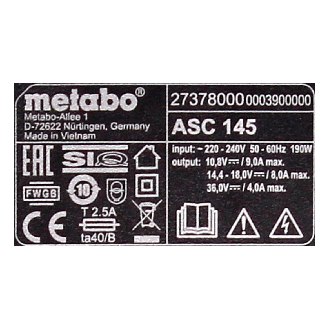 metabo
Metabo-Allee 1
D-72622 Nürtingen, Germany
Made in Vietnam
27378000 0003900000
ASC 145
input: ~ 220 - 240V 50 - 60Hz 190W
output: 10,8V⎓ / 9,0A max.
14,4 - 18,0V⎓ / 8,0A max.
36,0V⎓ / 4,0A max.
EAC
SIQ
FWGB
10
CE
T 2.5A
ta40/B